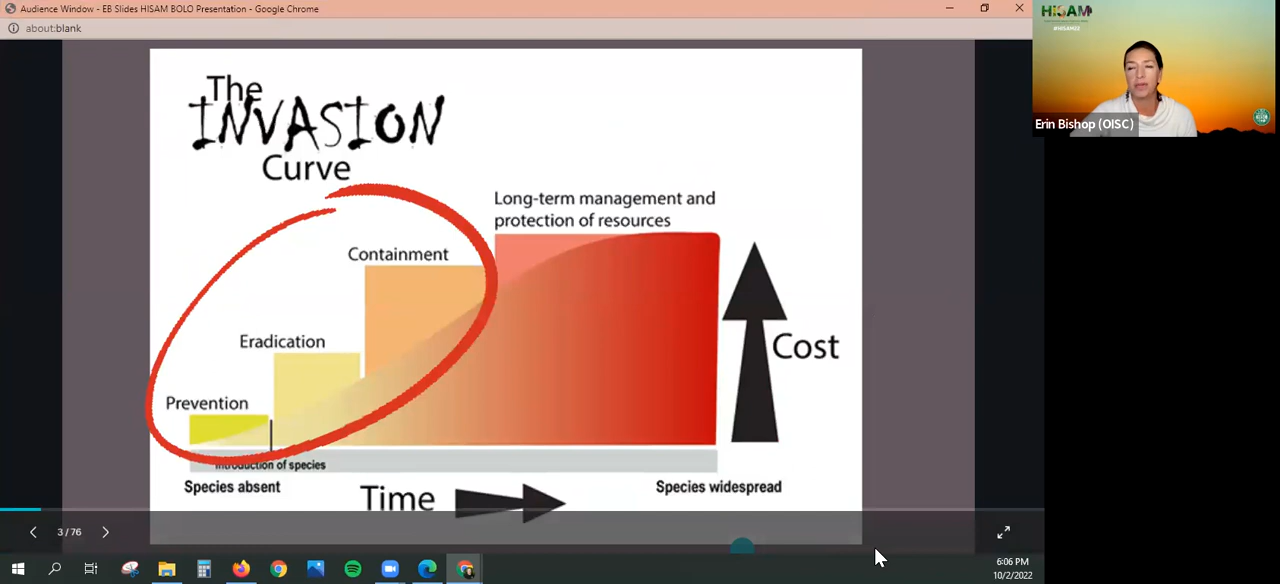 Audience Window - EB Slides HISAM BOLO Presentation - Google Chrome
about:blank
HISAM
#HISAM22
Erin Bishop (OISC)
The
INVASION
Curve
Long-term management and
protection of resources
Containment
Eradication
Prevention
Cost
Introduction of species
Species absent
Time
Species widespread
3 / 76
6:06 PM
10/2/2022